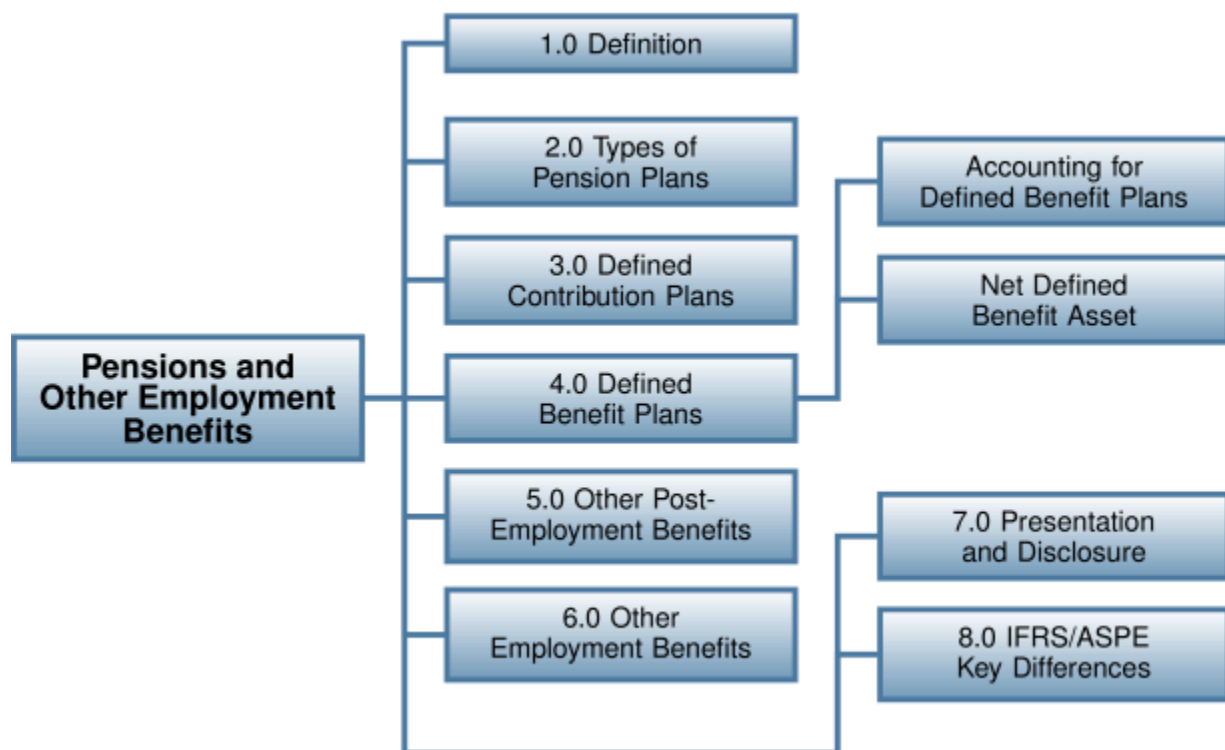 Pensions and
Other Employment
Benefits
1.0 Definition
2.0 Types of
Pension Plans
3.0 Defined
Contribution Plans
4.0 Defined
Benefit Plans
Accounting for
Defined Benefit Plans
Net Defined
Benefit Asset
5.0 Other Post-
Employment Benefits
6.0 Other
Employment Benefits
7.0 Presentation
and Disclosure
8.0 IFRS/ASPE
Key Differences